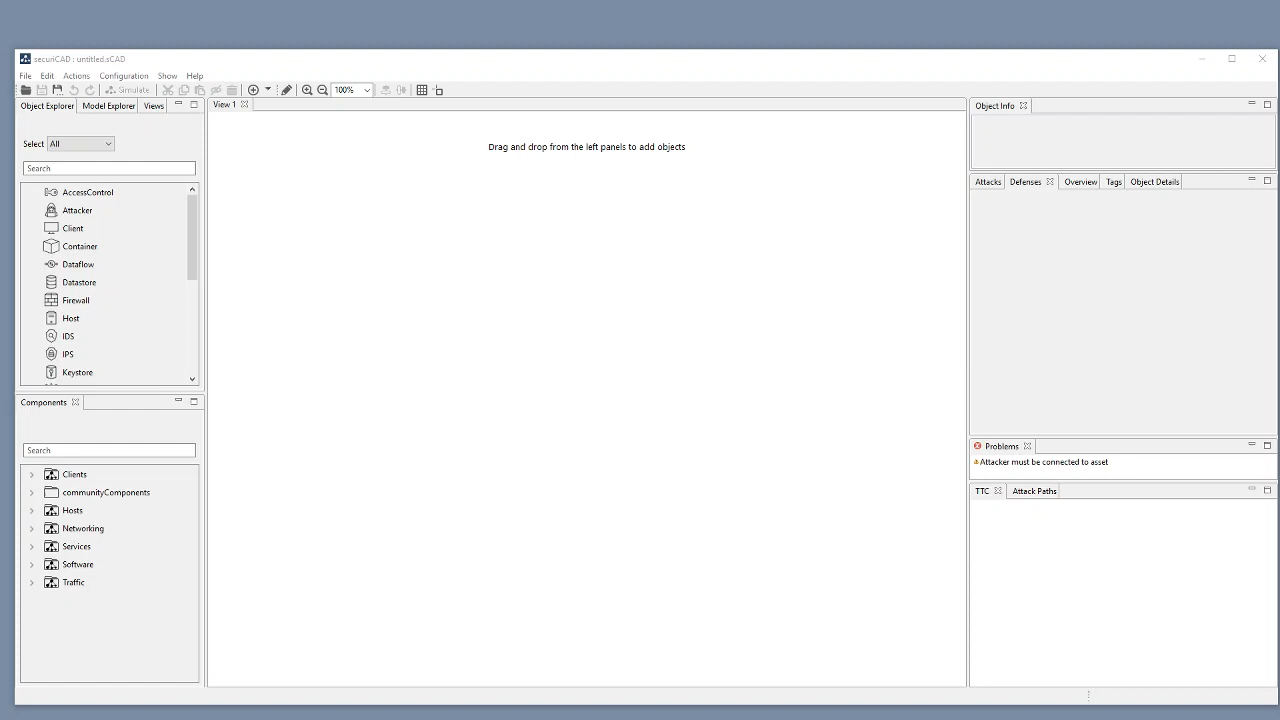 securiCAD : untitled.sCAD
File Edit Actions Configuration Show Help
Simulate 100%
Object Explorer Model Explorer Views
View 1
Object Info
Drag and drop from the left panels to add objects
Select All
Search
AccessControl
Attacker
Client
Container
Dataflow
Datastore
Firewall
Host
IDS
IPS
Keystore
Attacks Defenses Overview Tags Object Details
Components
Search
Clients
communityComponents
Hosts
Networking
Services
Software
Traffic
Problems
Attacker must be connected to asset
TTC Attack Paths